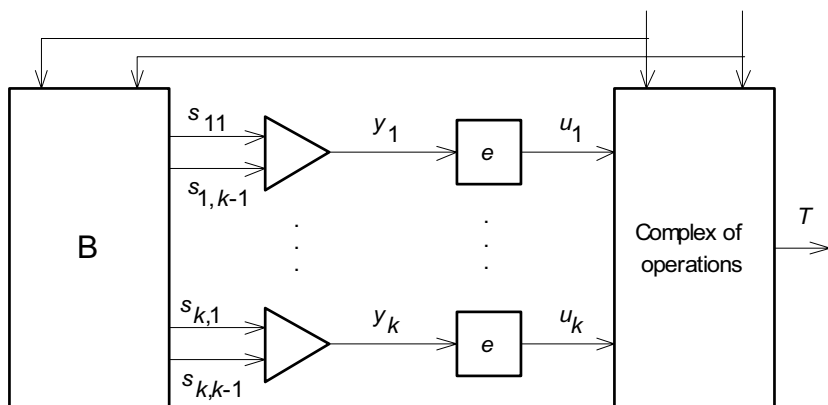 s11
y1
u1
e
s1,k-1
T
B
Complex of
operations
sk,1
yk
uk
e
sk,k-1